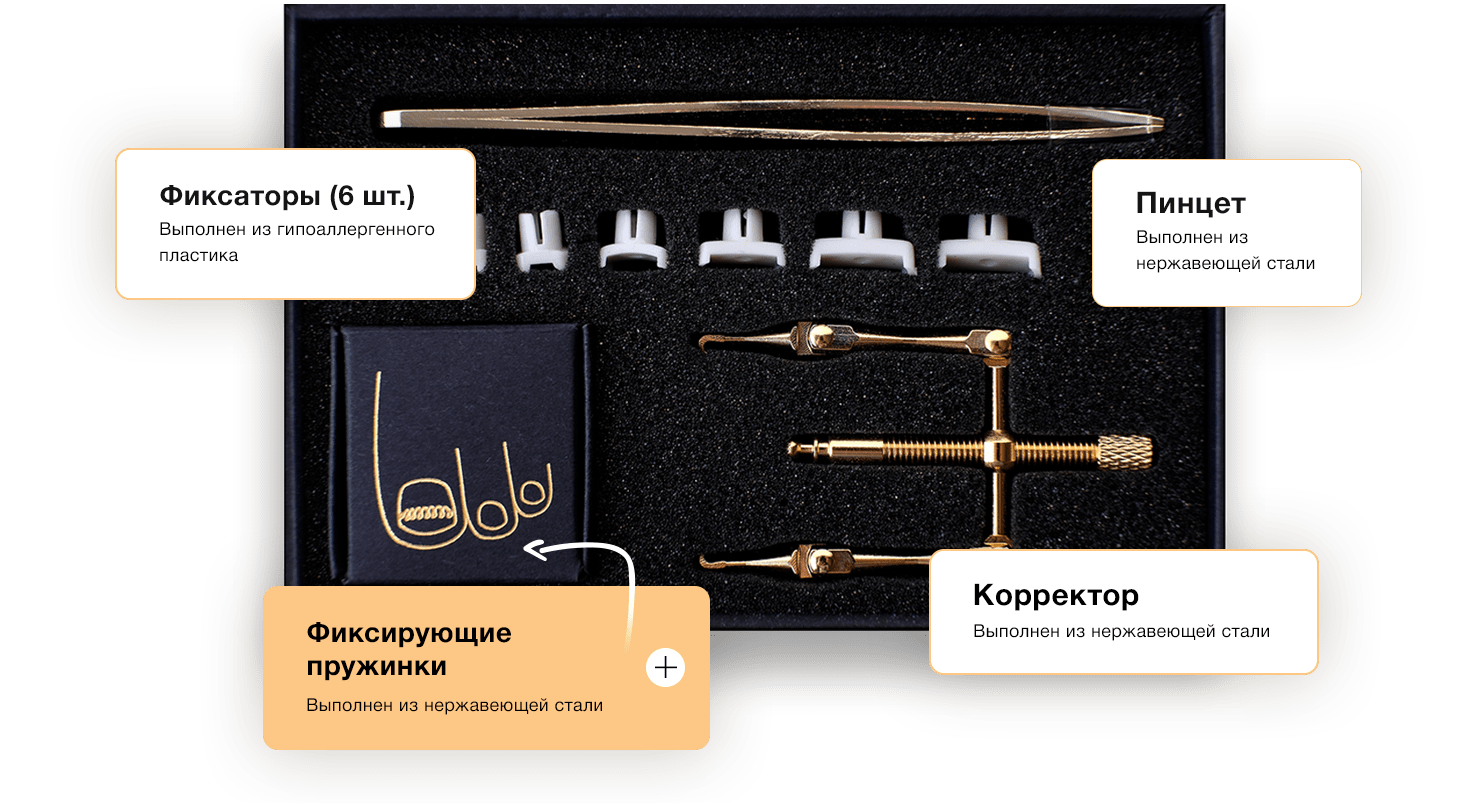 Фиксаторы (6 шт.)
Выполнен из гипоаллергенного
пластика
Пинцет
Выполнен из
нержавеющей стали
Корректор
Выполнен из нержавеющей стали
Фиксирующие
пружинки
Выполнен из нержавеющей стали